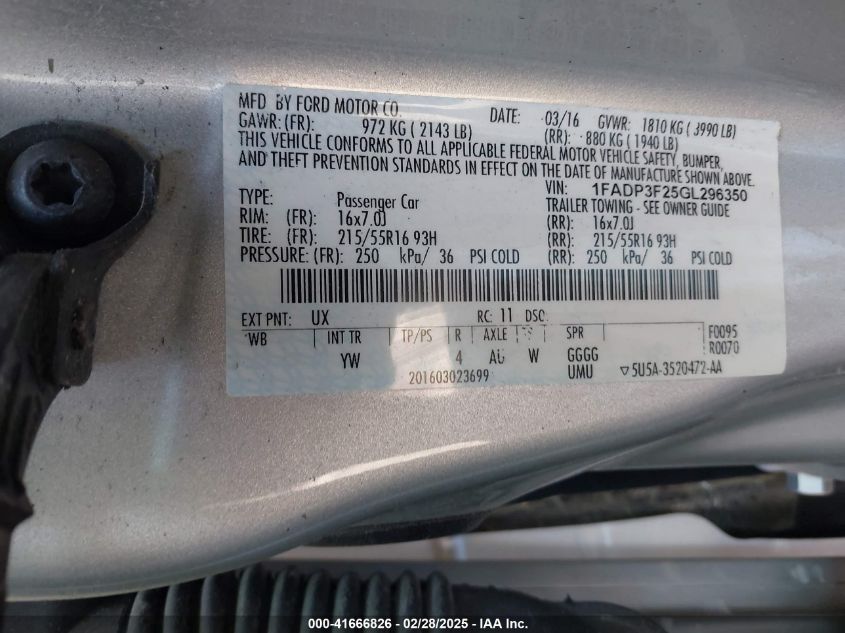 MFD BY FORD MOTOR CO. DATE: 03/16 GVWR: 1810 KG ( 3990 LB)
GAWR: (FR): 972 KG ( 2143 LB) (RR): 880 KG ( 1940 LB)
THIS VEHICLE CONFORMS TO ALL APPLICABLE FEDERAL MOTOR VEHICLE SAFETY, BUMPER,
AND THEFT PREVENTION STANDARDS IN EFFECT ON THE DATE OF MANUFACTURE SHOWN ABOVE.
VIN: 1FADP3F25GL296350
TYPE: Passenger Car TRAILER TOWING - SEE OWNER GUIDE
RIM: (FR): 16x7.0J (RR): 16x7.0J
TIRE: (FR): 215/55R16 93H (RR): 215/55R16 93H
PRESSURE: (FR): 250 kPa/ 36 PSI COLD (RR): 250 kPa/ 36 PSI COLD
EXT PNT: UX RC: 11 DSO:
WB INT TR TP/PS R AXLE SPR F0095
YW 4 W GGGG R0070
201603023699 UMU ▽5U5A-3520472-AA
000-41666826 / 02/28/2025 / IAA Inc.